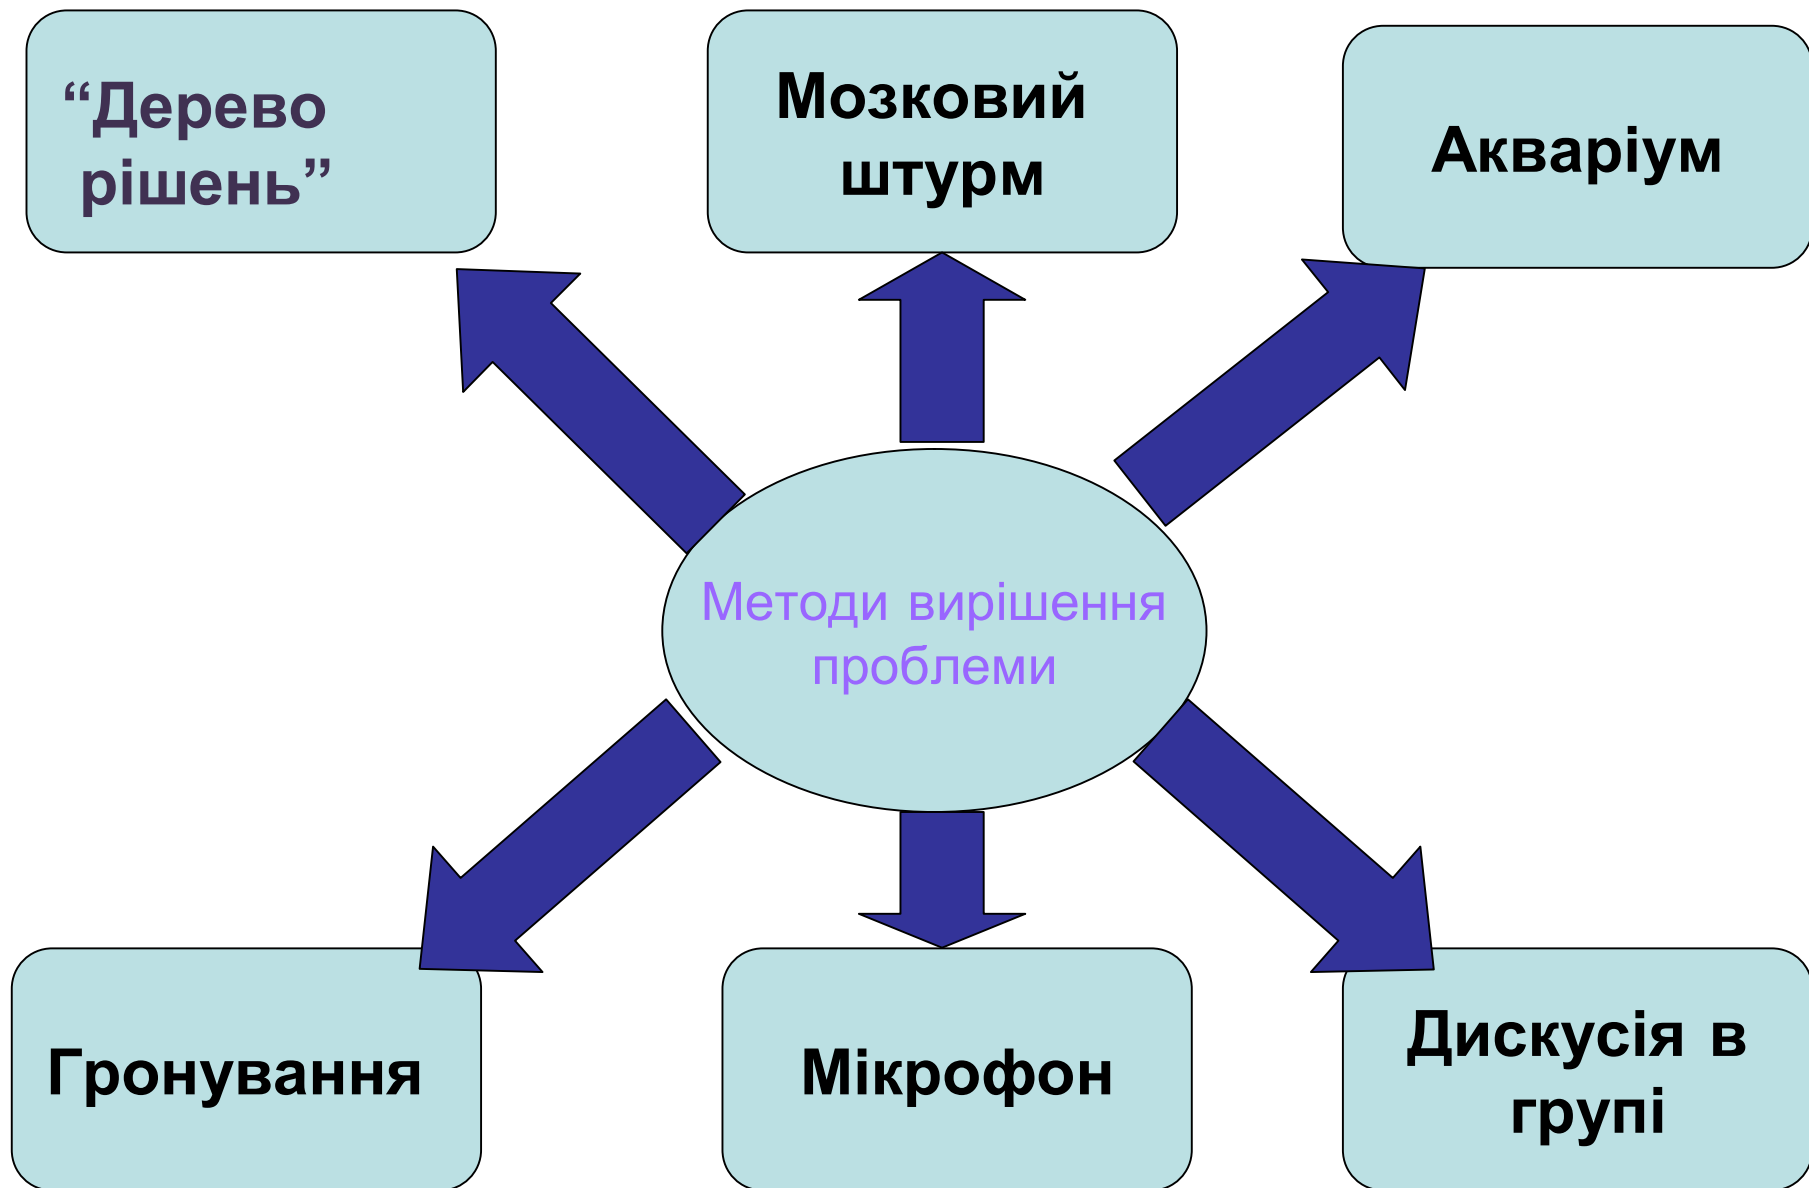 “Дерево
рішень”
Мозковий
штурм
Акваріум
Методи вирішення
проблеми
Гронування
Мікрофон
Дискусія в
групі